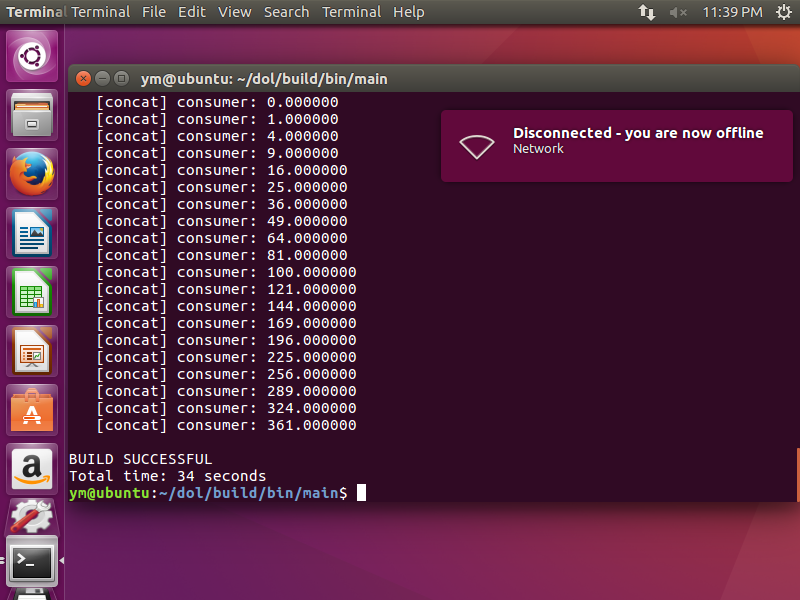 Terminal Terminal File Edit View Search Terminal Help 11:39 PM
ym@ubuntu: ~/dol/build/bin/main
Disconnected - you are now offline
Network
[concat] consumer: 0.000000
[concat] consumer: 1.000000
[concat] consumer: 4.000000
[concat] consumer: 9.000000
[concat] consumer: 16.000000
[concat] consumer: 25.000000
[concat] consumer: 36.000000
[concat] consumer: 49.000000
[concat] consumer: 64.000000
[concat] consumer: 81.000000
[concat] consumer: 100.000000
[concat] consumer: 121.000000
[concat] consumer: 144.000000
[concat] consumer: 169.000000
[concat] consumer: 196.000000
[concat] consumer: 225.000000
[concat] consumer: 256.000000
[concat] consumer: 289.000000
[concat] consumer: 324.000000
[concat] consumer: 361.000000
BUILD SUCCESSFUL
Total time: 34 seconds
ym@ubuntu:~/dol/build/bin/main$